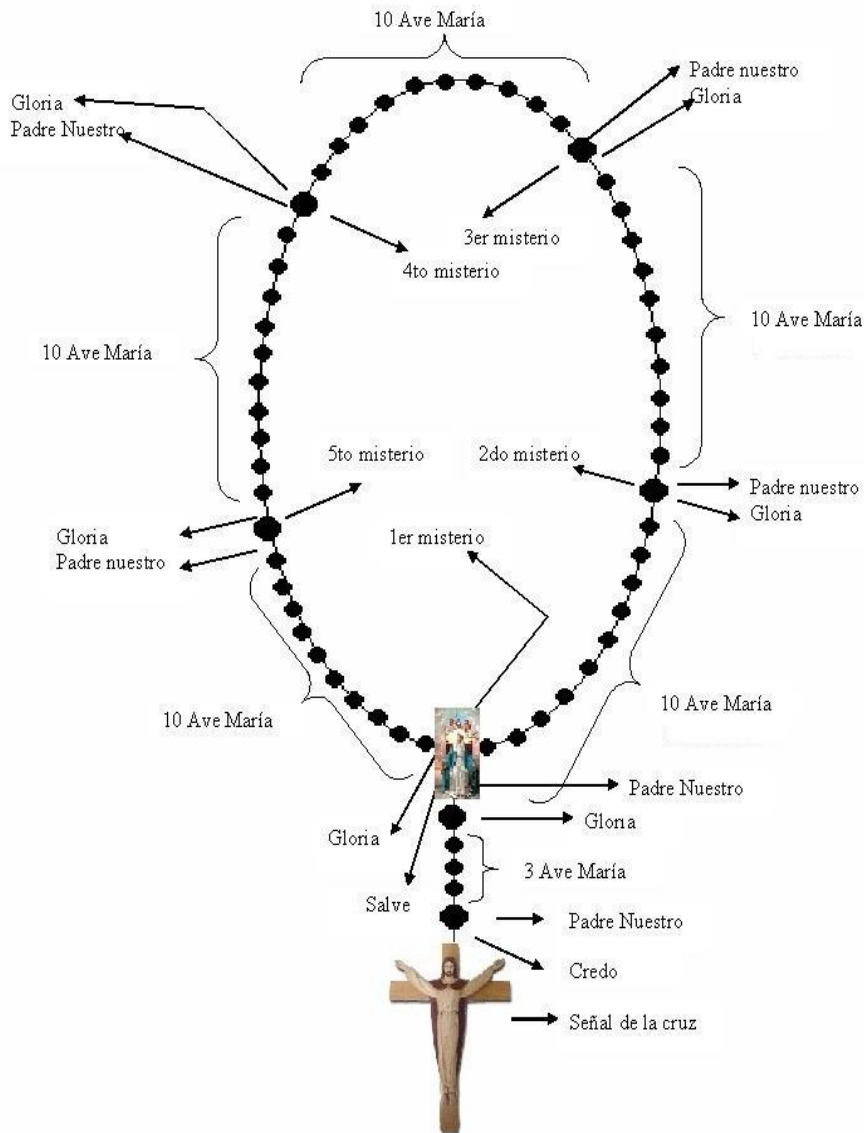 10 Ave María
Padre nuestro
Gloria
Gloria
Padre Nuestro
3er misterio
4to misterio
10 Ave María
10 Ave María
5to misterio
2do misterio
Padre nuestro
Gloria
Gloria
Padre nuestro
1er misterio
10 Ave María
10 Ave María
Padre Nuestro
Gloria
Gloria
3 Ave María
Salve
Padre Nuestro
Credo
Señal de la cruz